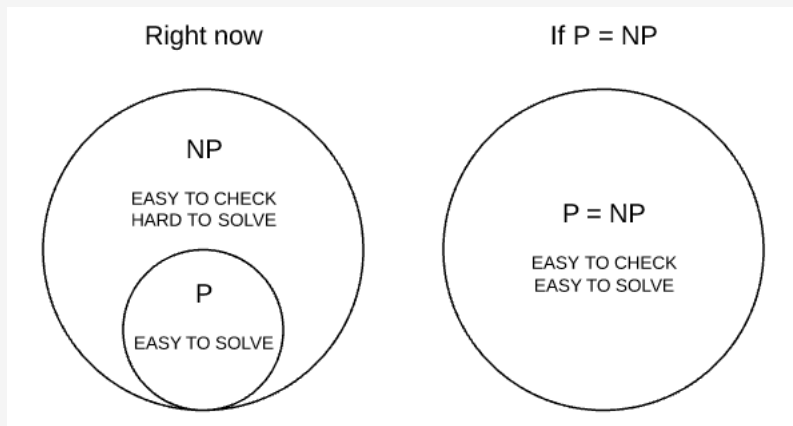 Right now
NP
EASY TO CHECK
HARD TO SOLVE
P
EASY TO SOLVE
If P = NP
P = NP
EASY TO CHECK
EASY TO SOLVE